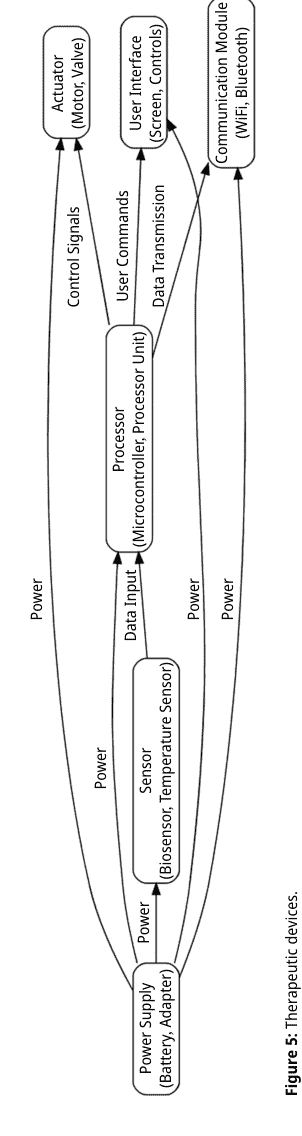 Power Supply
(Battery, Adapter)
Power
Sensor
(Biosensor, Temperature Sensor)
Power
Data Input
Power
Processor
(Microcontroller, Processor Unit)
Power
Power
Control Signals
User Commands
Data Transmission
Actuator
(Motor, Valve)
User Interface
(Screen, Controls)
Communication Module
(WiFi, Bluetooth)
Figure 5: Therapeutic devices.